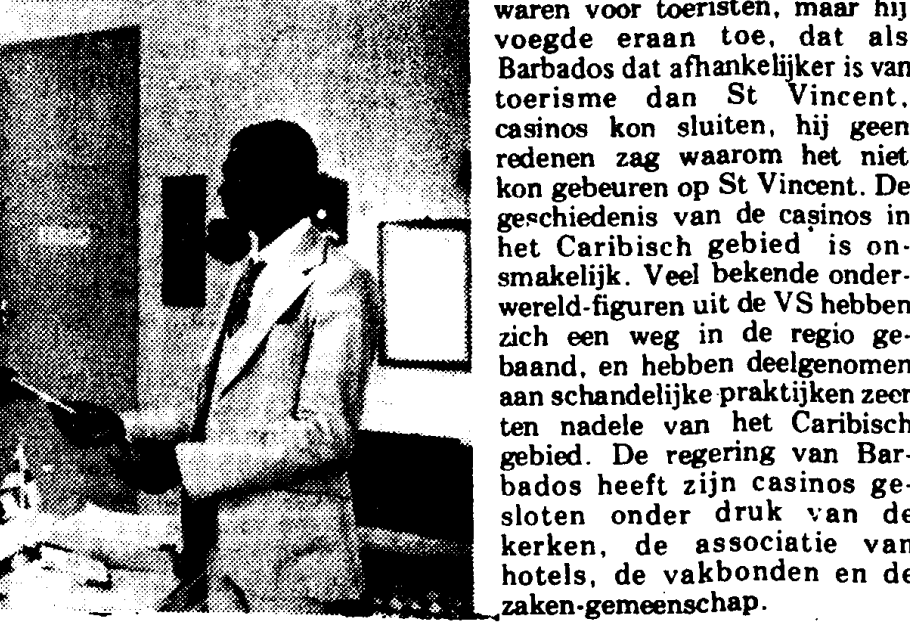 waren voor toeristen, maar hij
voegde eraan toe, dat als
Barbados dat afhankelijker is van
toerisme dan St Vincent,
casinos kon sluiten, hij geen
redenen zag waarom het niet
kon gebeuren op St Vincent. De
geschiedenis van de casinos in
het Caribisch gebied is on-
smakelijk. Veel bekende onder-
wereld-figuren uit de VS hebben
zich een weg in de regio ge-
baand, en hebben deelgenomen
aan schandelijke praktijken zeer
ten nadele van het Caribisch
gebied. De regering van Bar-
bados heeft zijn casinos ge-
sloten onder druk van de
kerken, de associatie van
hotels, de vakbonden en de
zaken-gemeenschap.